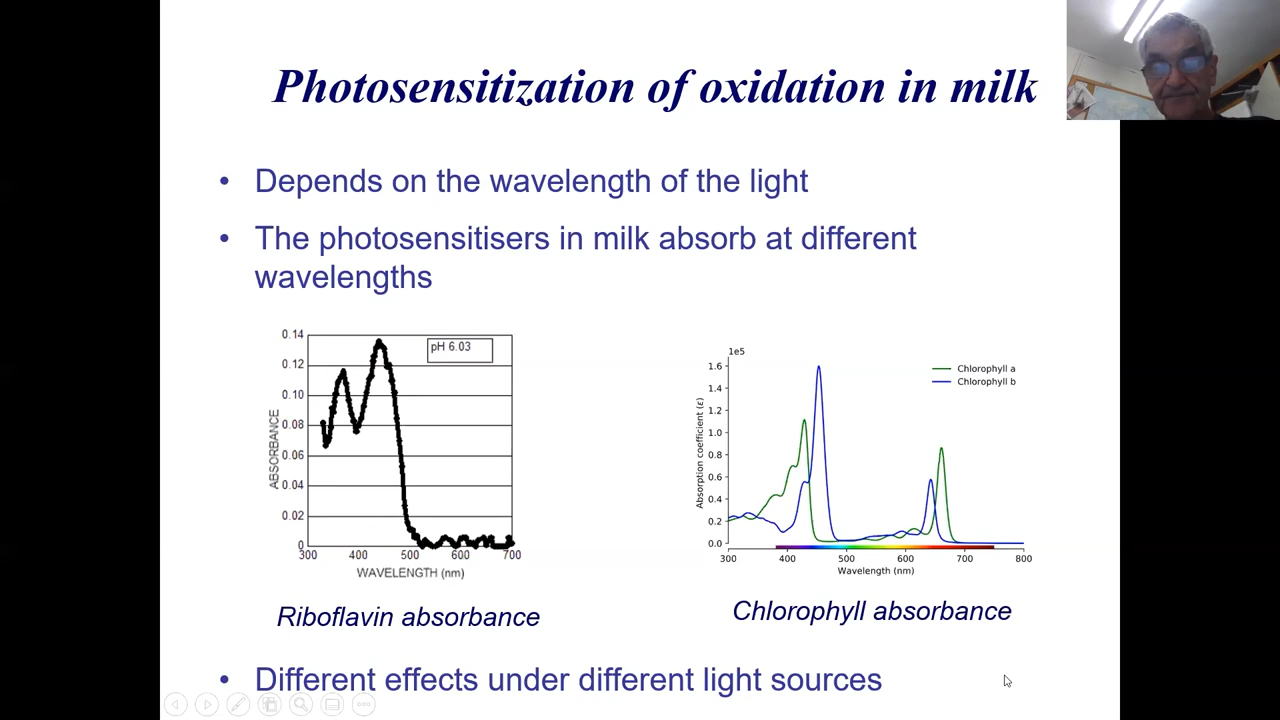 Photosensitization of oxidation in milk
• Depends on the wavelength of the light
• The photosensitisers in milk absorb at different
wavelengths
0.14
0.12
0.10
0.08
0.06
0.04
0.02
0
ABSORBANCE
pH 6.03
300 400 500 600 700
WAVELENGTH (nm)
Riboflavin absorbance
1e5
1.6
1.4
1.2
1.0
0.8
0.6
0.4
0.2
0.0
Absorption coefficient (ε)
Chlorophyll a
Chlorophyll b
300 400 500 600 700 800
Wavelength (nm)
Chlorophyll absorbance
• Different effects under different light sources